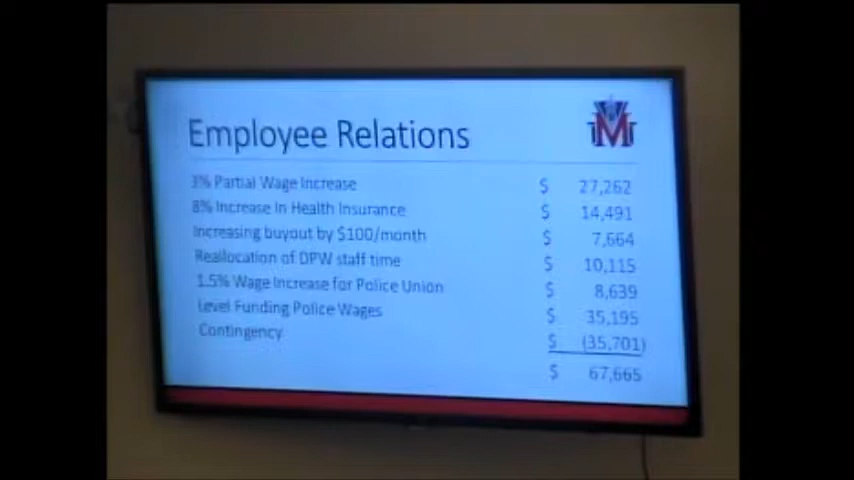 Employee Relations
3% Partial Wage Increase $ 27,262
8% Increase in Health Insurance $ 14,491
Increasing buyout by $100/month $ 7,664
Reallocation of DPW staff time $ 10,115
1.5% Wage Increase for Police Union $ 8,639
Level Funding Police Wages $ 35,195
Contingency $ (35,701)
$ 67,665